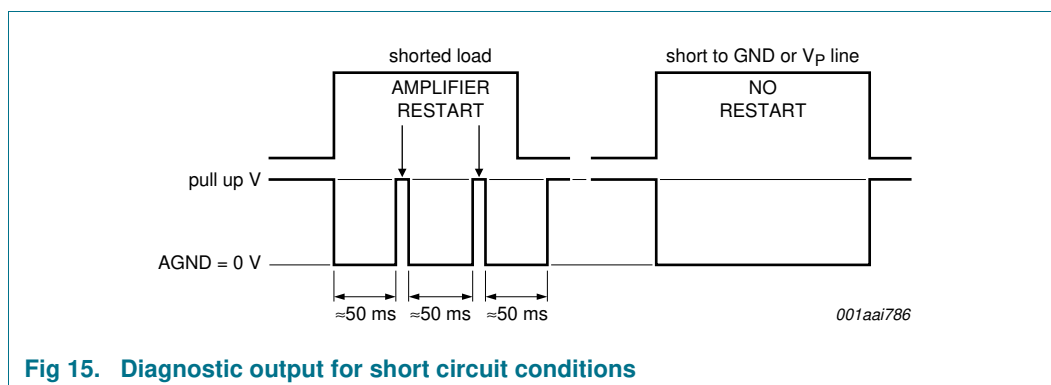 shorted load
short to GND or VP line
AMPLIFIER
RESTART
NO
RESTART
pull up V
AGND = 0 V
≈50 ms ≈50 ms ≈50 ms
001aai786
Fig 15. Diagnostic output for short circuit conditions